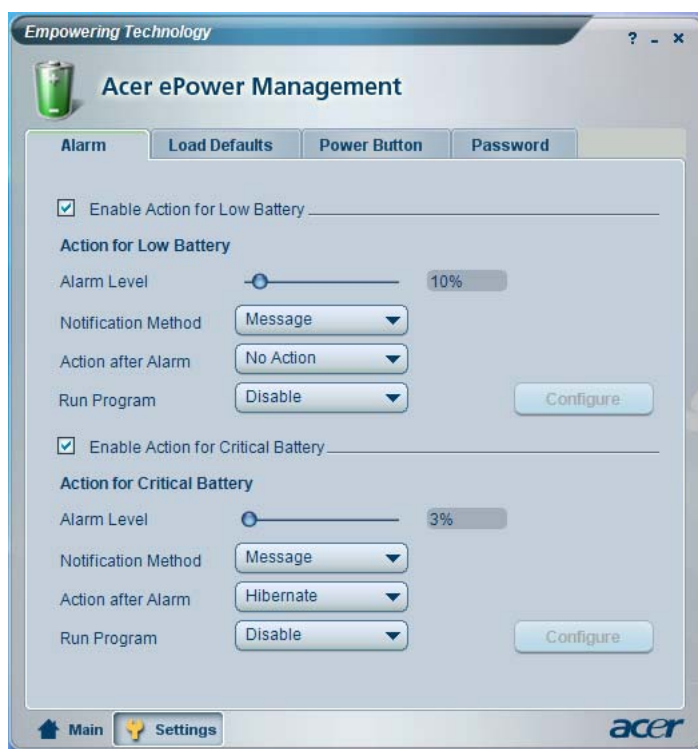 Empowering Technology
? - x
Acer ePower Management
Alarm Load Defaults Power Button Password
Enable Action for Low Battery
Action for Low Battery
Alarm Level 10%
Notification Method Message
Action after Alarm No Action
Run Program Disable Configure
Enable Action for Critical Battery
Action for Critical Battery
Alarm Level 3%
Notification Method Message
Action after Alarm Hibernate
Run Program Disable Configure
Main Settings acer